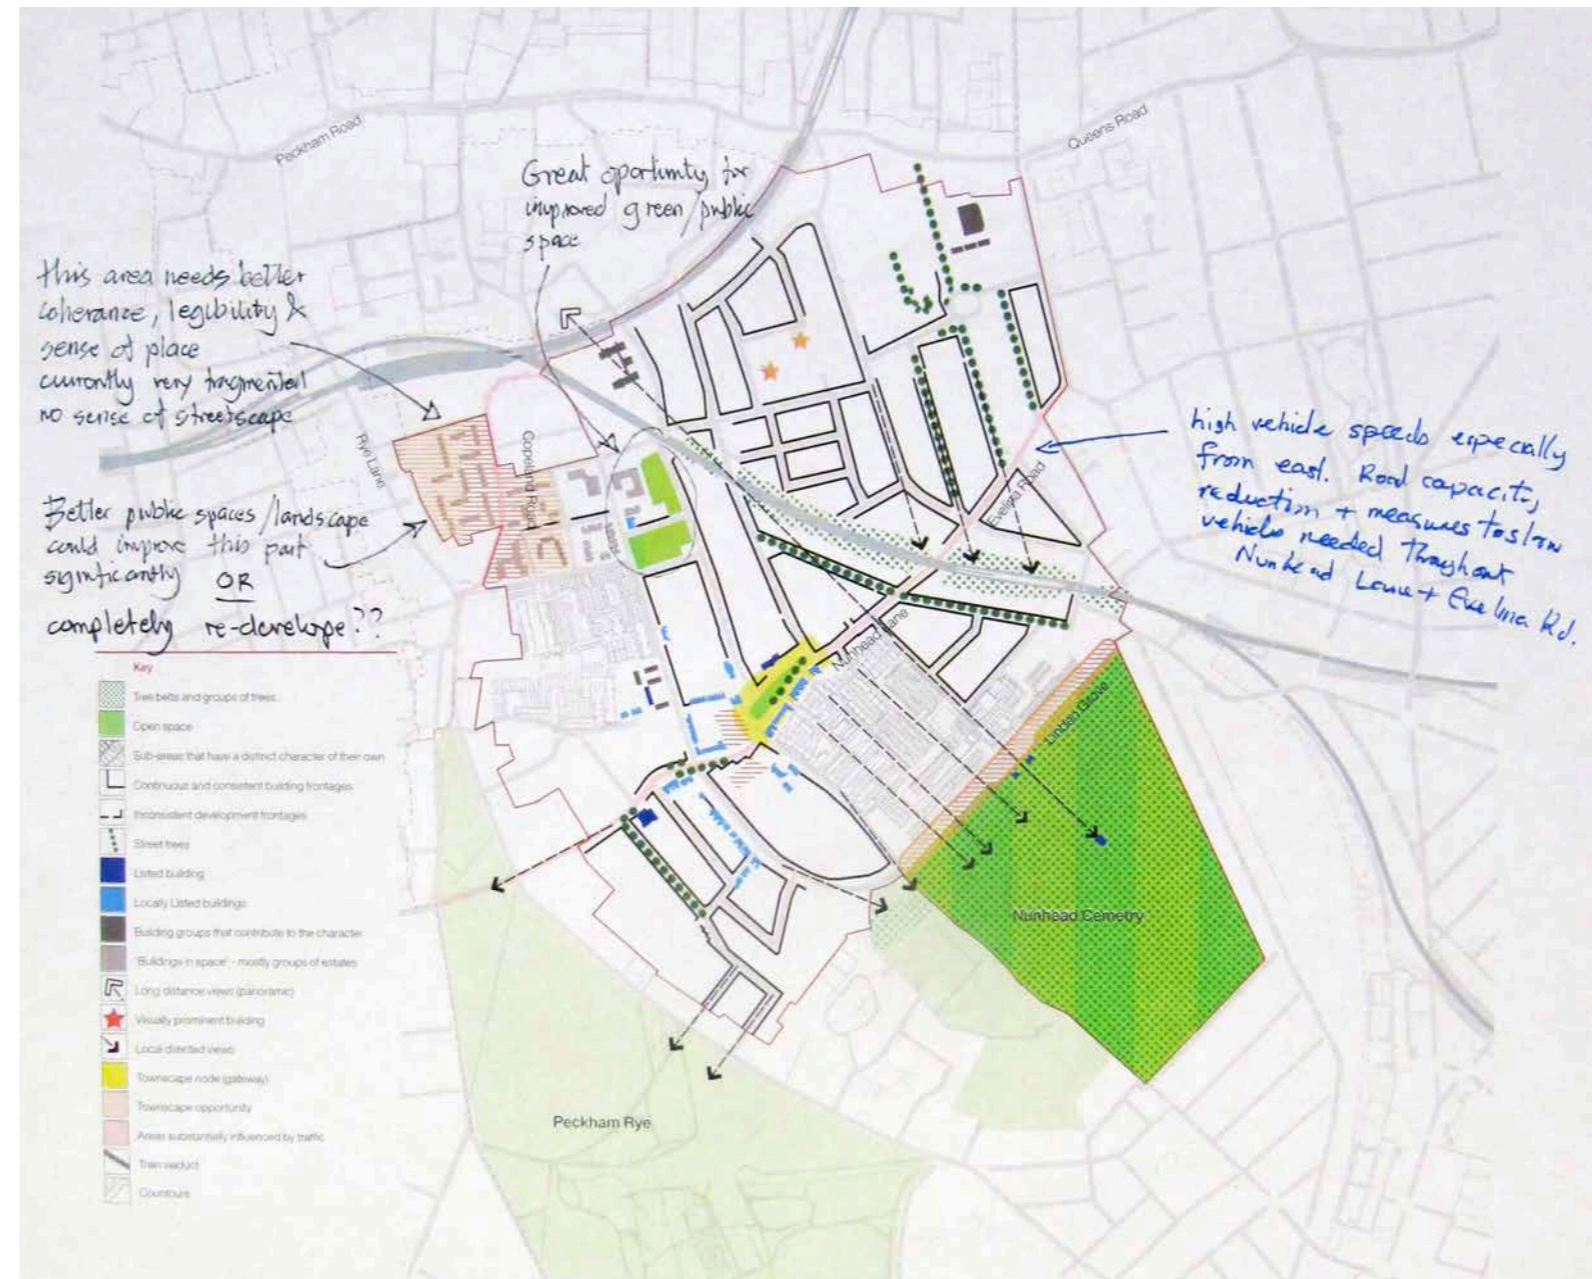 Peckham Road
Queens Road
Great oportunity for
improved green/public
space
this area needs better
coherance, legibility &
sense of place
currently very fragmented
no sense of streetscape
Rye Lane
Copeland Road
high vehicle speeds especially
from east. Road capacity
reduction + measures to slow
vehicles needed throughout
Nunhead Lane + Evelina Rd.
Evelina Road
Better public spaces/landscape
could improve this part
significantly OR
completely re-develope??
Nunhead Lane
Linden Grove
Key
Tree belts and groups of trees
Open space
Sub-areas that have a distinct character of their own
Continuous and consistent building frontages
Inconsistent development frontages
Street trees
Listed building
Locally Listed buildings
Building groups that contribute to the character
'Buildings in space' - mostly groups of estates
Long distance views (panoramic)
Visually prominent building
Local directed views
Townscape node (gateway)
Townscape opportunity
Areas substantially influenced by traffic
Train viaduct
Countours
Nunhead Cemetry
Peckham Rye